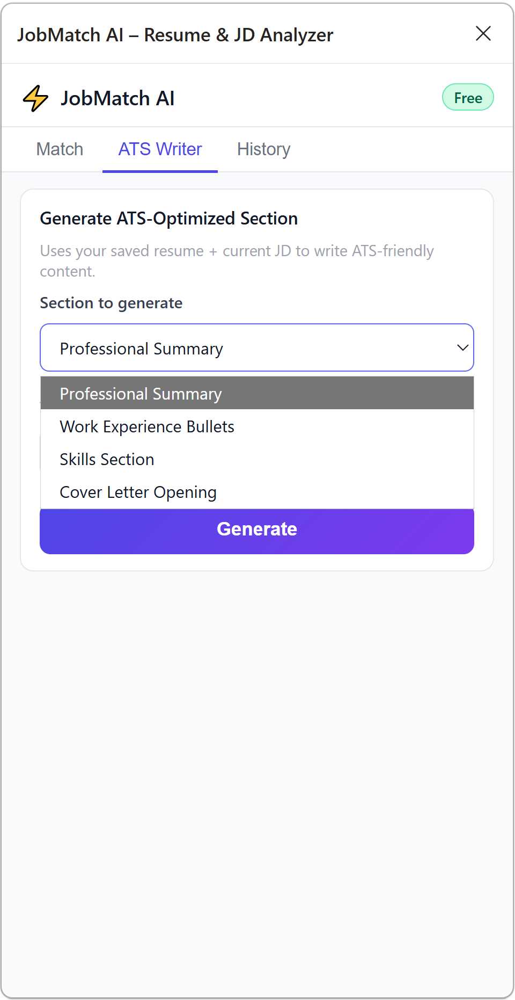 JobMatch AI – Resume & JD Analyzer
JobMatch AI
Free
Match
ATS Writer
History
Generate ATS-Optimized Section
Uses your saved resume + current JD to write ATS-friendly
content.
Section to generate
Professional Summary
Professional Summary
Work Experience Bullets
Skills Section
Cover Letter Opening
Generate